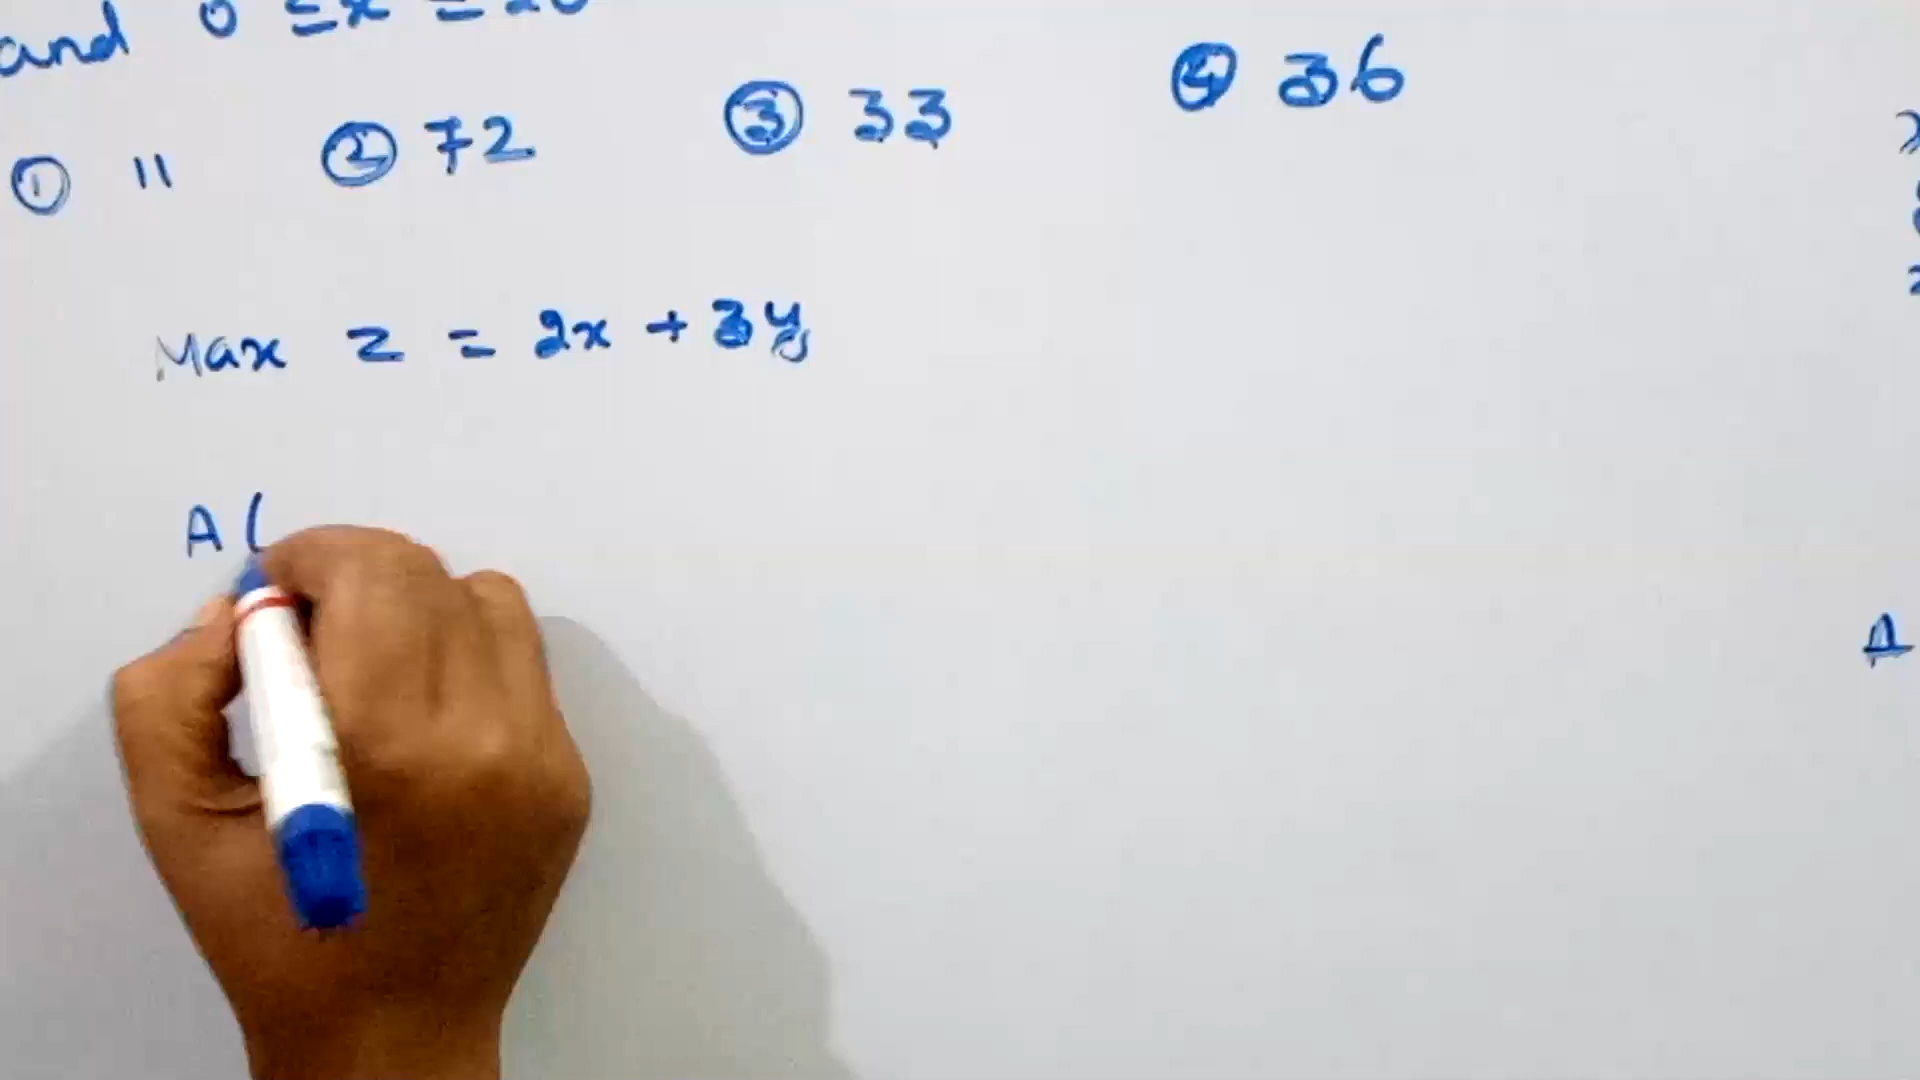 and 0 ≤ x ≤ 20
① 11 ② 72 ③ 33 ④ 36
Max Z = 2x + 3y
A (
A